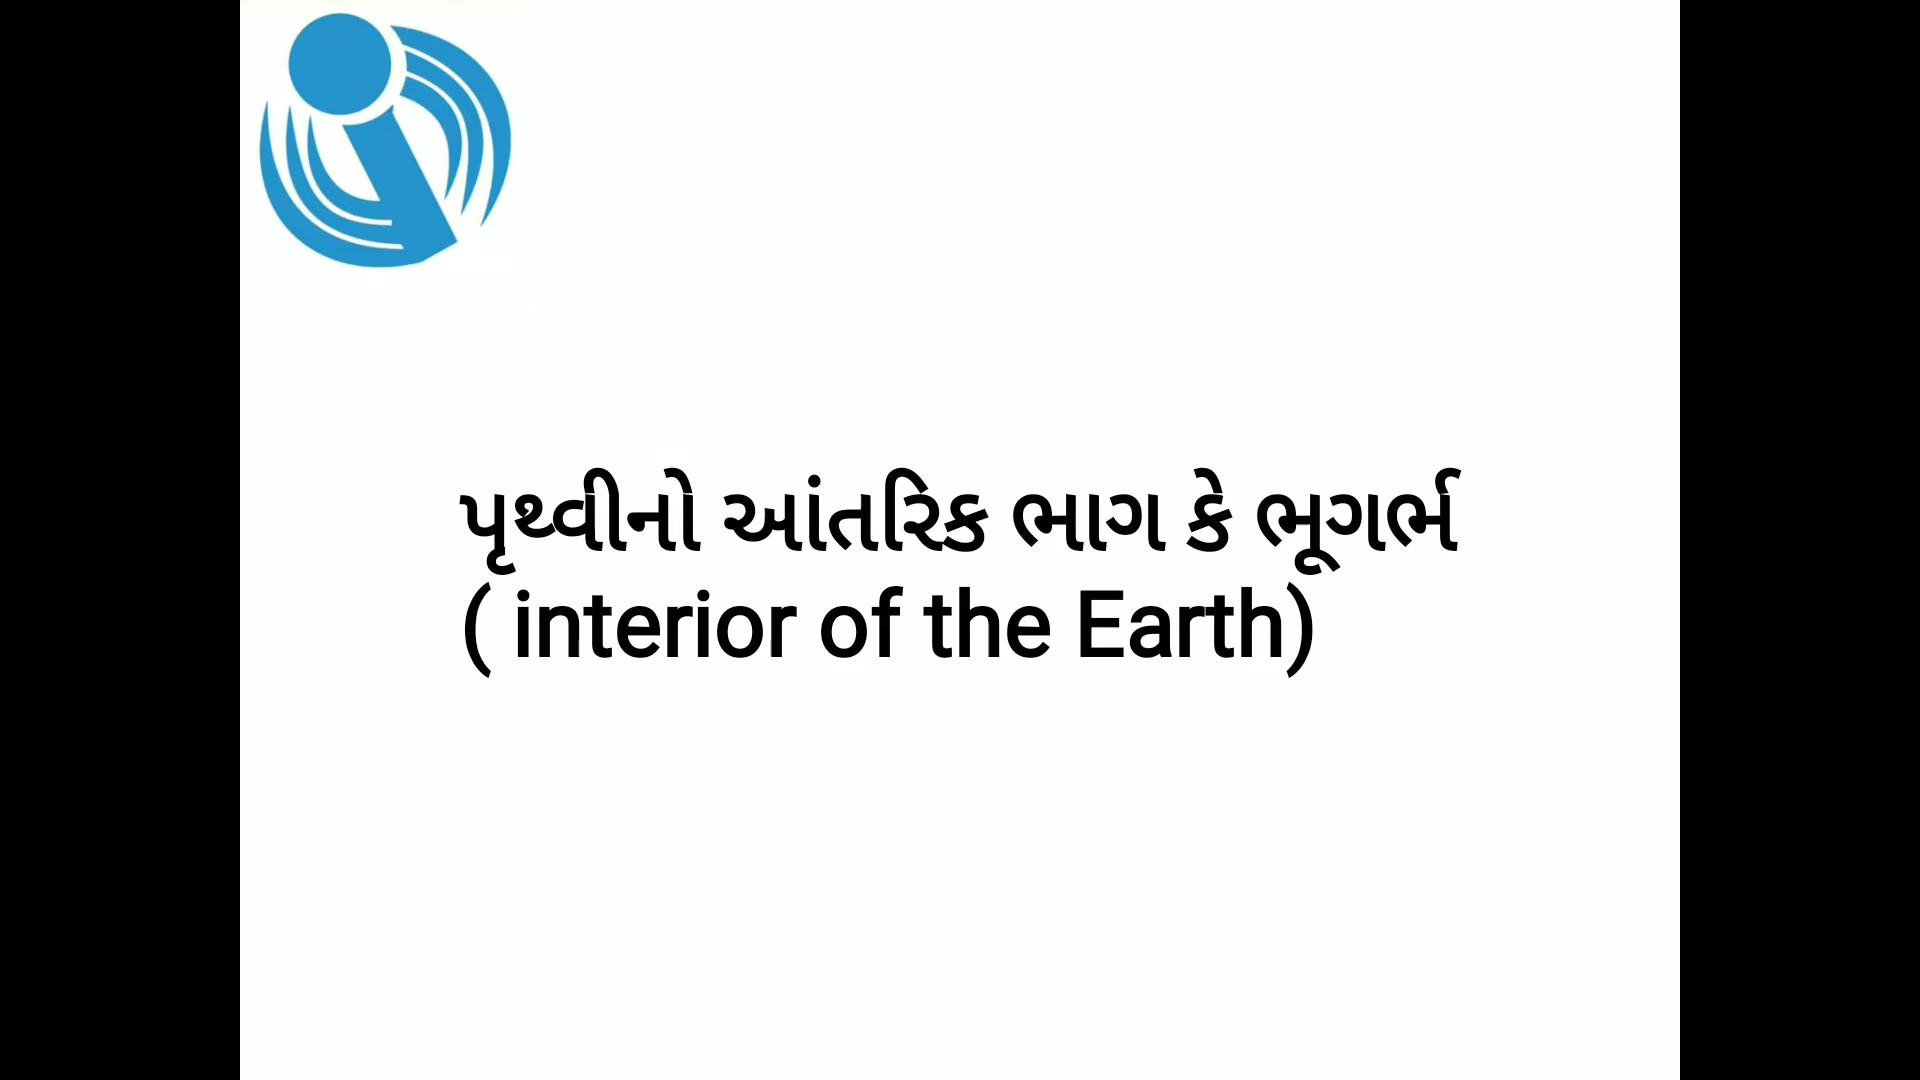 પૃથ્વીનો આંતરિક ભાગ કે ભૂગર્ભ
( interior of the Earth)